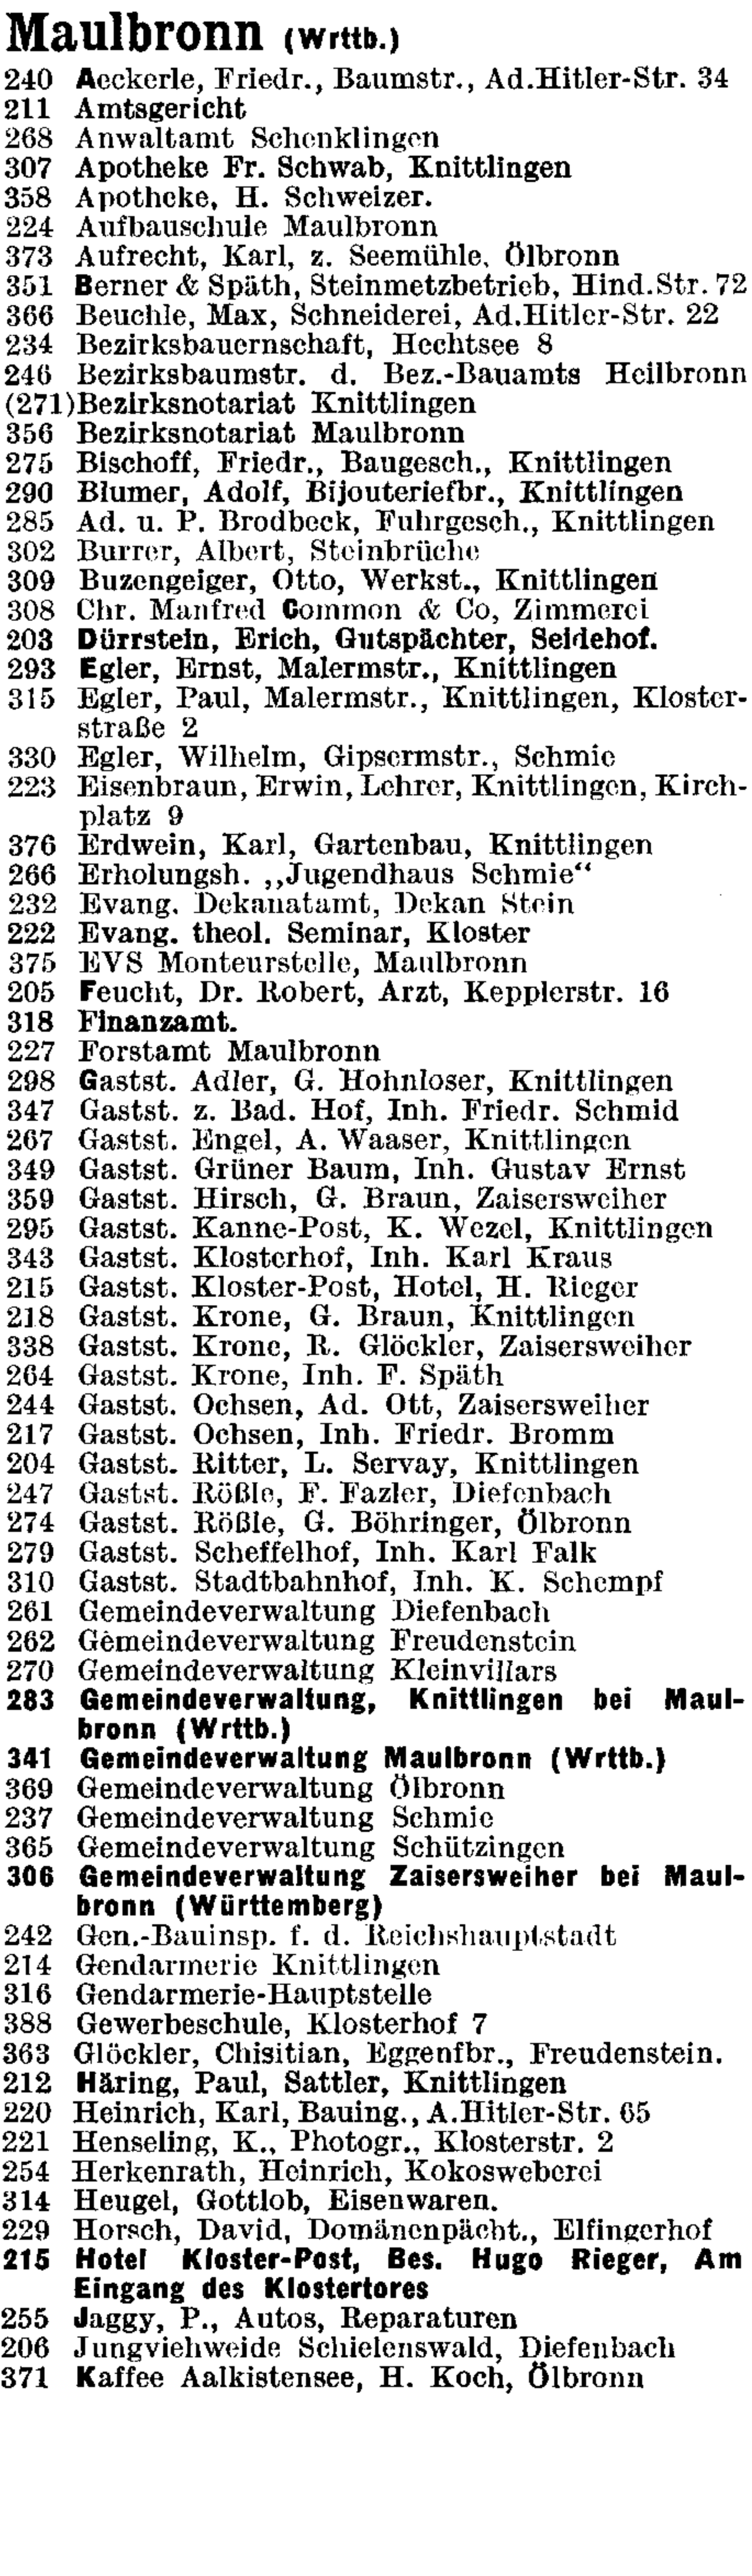 Maulbronn (Wrttb.)
240 Aeckerle, Friedr., Baumstr., Ad.Hitler-Str. 34
211 Amtsgericht
268 Anwaltamt Schenklingen
307 Apotheke Fr. Schwab, Knittlingen
358 Apotheke, H. Schweizer.
224 Aufbauschule Maulbronn
373 Aufrecht, Karl, z. Seemühle, Ölbronn
351 Berner & Späth, Steinmetzbetrieb, Hind.Str. 72
366 Beuchle, Max, Schneiderei, Ad.Hitler-Str. 22
234 Bezirksbauernschaft, Hechtsee 8
246 Bezirksbaumstr. d. Bez.-Bauamts Heilbronn
(271)Bezirksnotariat Knittlingen
356 Bezirksnotariat Maulbronn
275 Bischoff, Friedr., Baugesch., Knittlingen
290 Blumer, Adolf, Bijouteriefbr., Knittlingen
285 Ad. u. P. Brodbeck, Fuhrgesch., Knittlingen
302 Burrer, Albert, Steinbrüche
309 Buzengeiger, Otto, Werkst., Knittlingen
308 Chr. Manfred Common & Co, Zimmerei
203 Dürrstein, Erich, Gutspächter, Seidehof.
293 Egler, Ernst, Malermstr., Knittlingen
315 Egler, Paul, Malermstr., Knittlingen, Kloster-
straße 2
330 Egler, Wilhelm, Gipsermstr., Schmie
223 Eisenbraun, Erwin, Lehrer, Knittlingen, Kirch-
platz 9
376 Erdwein, Karl, Gartenbau, Knittlingen
266 Erholungsh. „Jugendhaus Schmie“
232 Evang. Dekanatamt, Dekan Stein
222 Evang. theol. Seminar, Kloster
375 EVS Monteurstelle, Maulbronn
205 Feucht, Dr. Robert, Arzt, Kepplerstr. 16
318 Finanzamt.
227 Forstamt Maulbronn
298 Gastst. Adler, G. Hohnloser, Knittlingen
347 Gastst. z. Bad. Hof, Inh. Friedr. Schmid
267 Gastst. Engel, A. Waaser, Knittlingen
349 Gastst. Grüner Baum, Inh. Gustav Ernst
359 Gastst. Hirsch, G. Braun, Zaisersweiher
295 Gastst. Kanne-Post, K. Wezel, Knittlingen
343 Gastst. Klosterhof, Inh. Karl Kraus
215 Gastst. Kloster-Post, Hotel, H. Rieger
218 Gastst. Krone, G. Braun, Knittlingen
338 Gastst. Krone, R. Glöckler, Zaisersweiher
264 Gastst. Krone, Inh. F. Späth
244 Gastst. Ochsen, Ad. Ott, Zaisersweiher
217 Gastst. Ochsen, Inh. Friedr. Bromm
204 Gastst. Ritter, L. Servay, Knittlingen
247 Gastst. Rößle, F. Fazler, Diefenbach
274 Gastst. Rößle, G. Böhringer, Ölbronn
279 Gastst. Scheffelhof, Inh. Karl Falk
310 Gastst. Stadtbahnhof, Inh. K. Schempf
261 Gemeindeverwaltung Diefenbach
262 Gemeindeverwaltung Freudenstein
270 Gemeindeverwaltung Kleinvillars
283 Gemeindeverwaltung, Knittlingen bei Maul-
bronn (Wrttb.)
341 Gemeindeverwaltung Maulbronn (Wrttb.)
369 Gemeindeverwaltung Ölbronn
237 Gemeindeverwaltung Schmie
365 Gemeindeverwaltung Schützingen
306 Gemeindeverwaltung Zaisersweiher bei Maul-
bronn (Württemberg)
242 Gen.-Bauinsp. f. d. Reichshauptstadt
214 Gendarmerie Knittlingen
316 Gendarmerie-Hauptstelle
388 Gewerbeschule, Klosterhof 7
363 Glöckler, Chisitian, Eggenfbr., Freudenstein.
212 Häring, Paul, Sattler, Knittlingen
220 Heinrich, Karl, Bauing., A.Hitler-Str. 65
221 Henseling, K., Photogr., Klosterstr. 2
254 Herkenrath, Heinrich, Kokosweberei
314 Heugel, Gottlob, Eisenwaren.
229 Horsch, David, Domänenpächt., Elfingerhof
215 Hotel Kloster-Post, Bes. Hugo Rieger, Am
Eingang des Klostertores
255 Jaggy, P., Autos, Reparaturen
206 Jungviehweide Schielenswald, Diefenbach
371 Kaffee Aalkistensee, H. Koch, Ölbronn